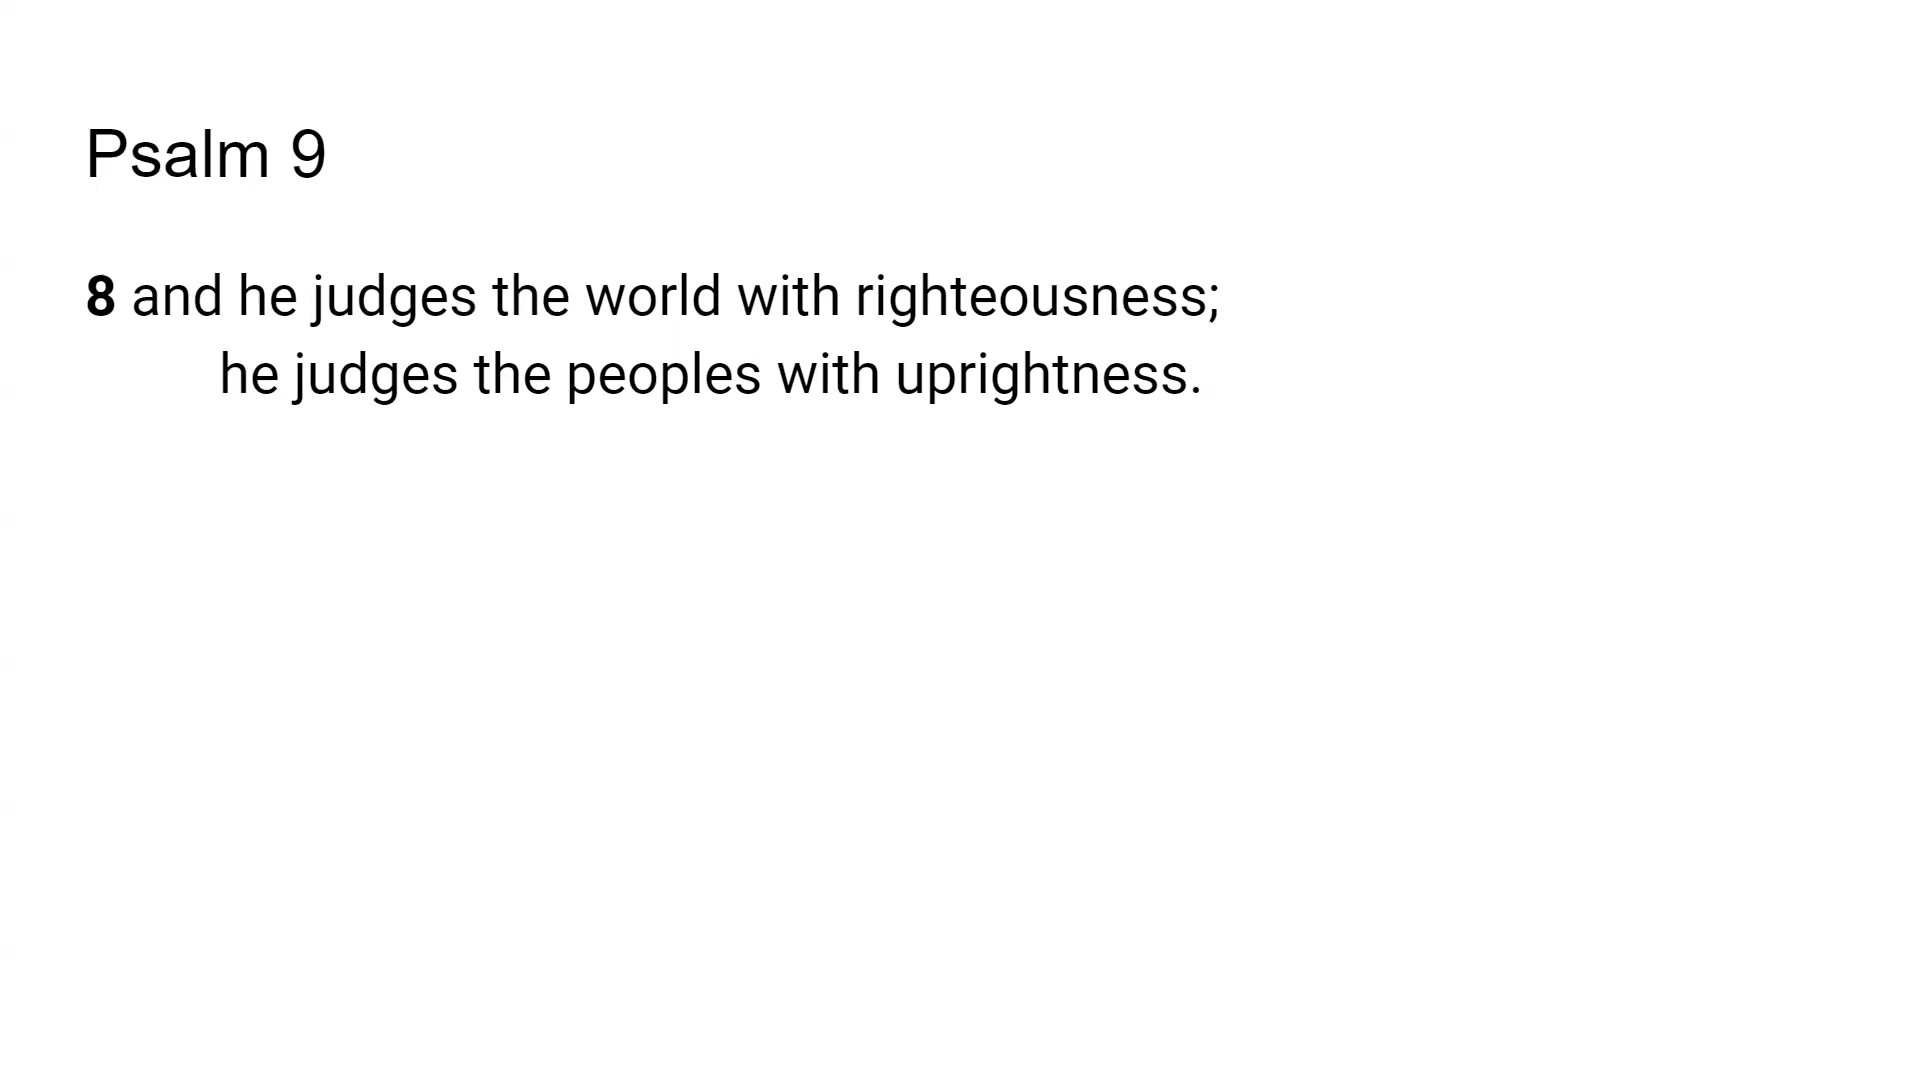 Psalm 9
8 and he judges the world with righteousness;
he judges the peoples with uprightness.